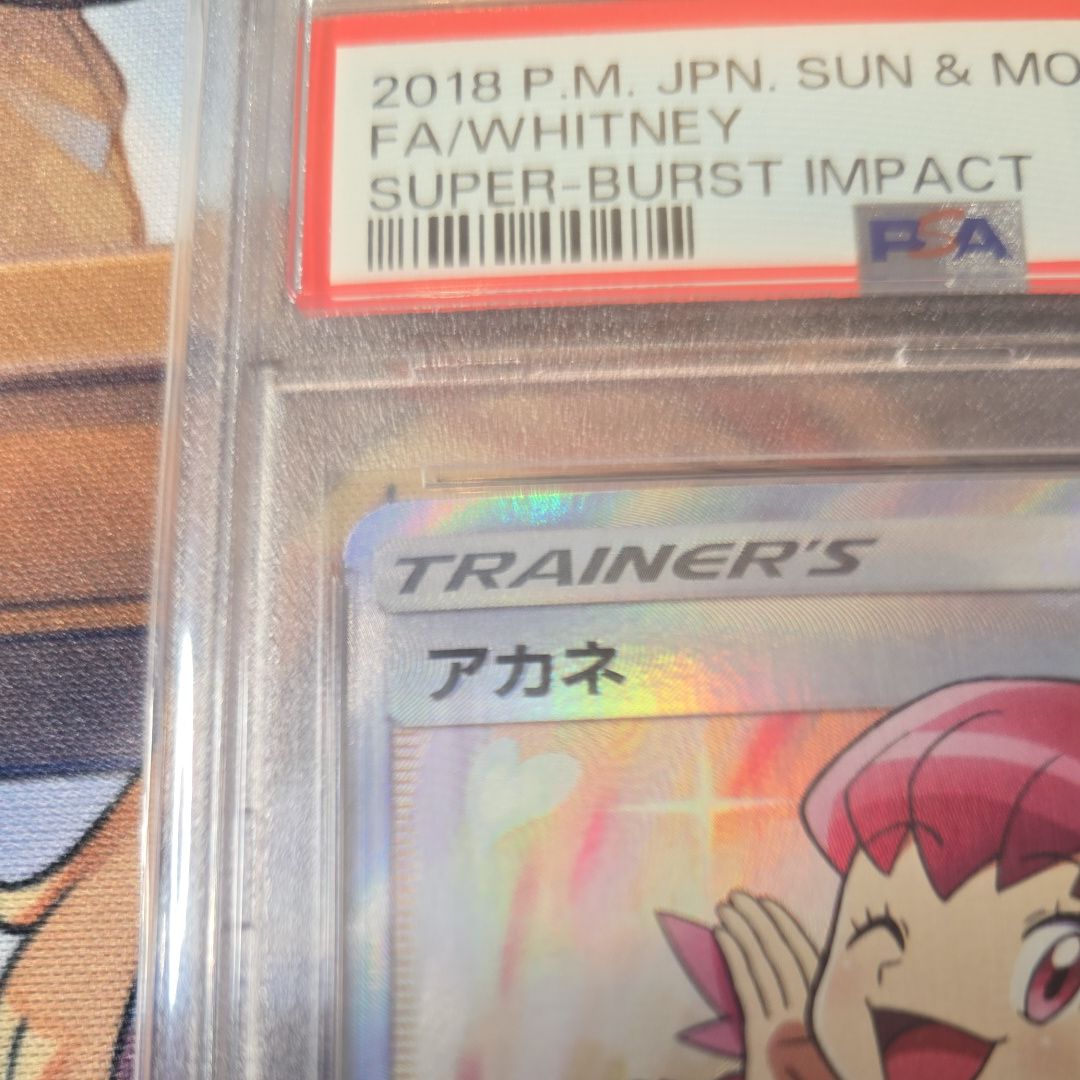 2018 P.M. JPN. SUN & MO
FA/WHITNEY
SUPER-BURST IMPACT
PSA
TRAINER'S
アカネ